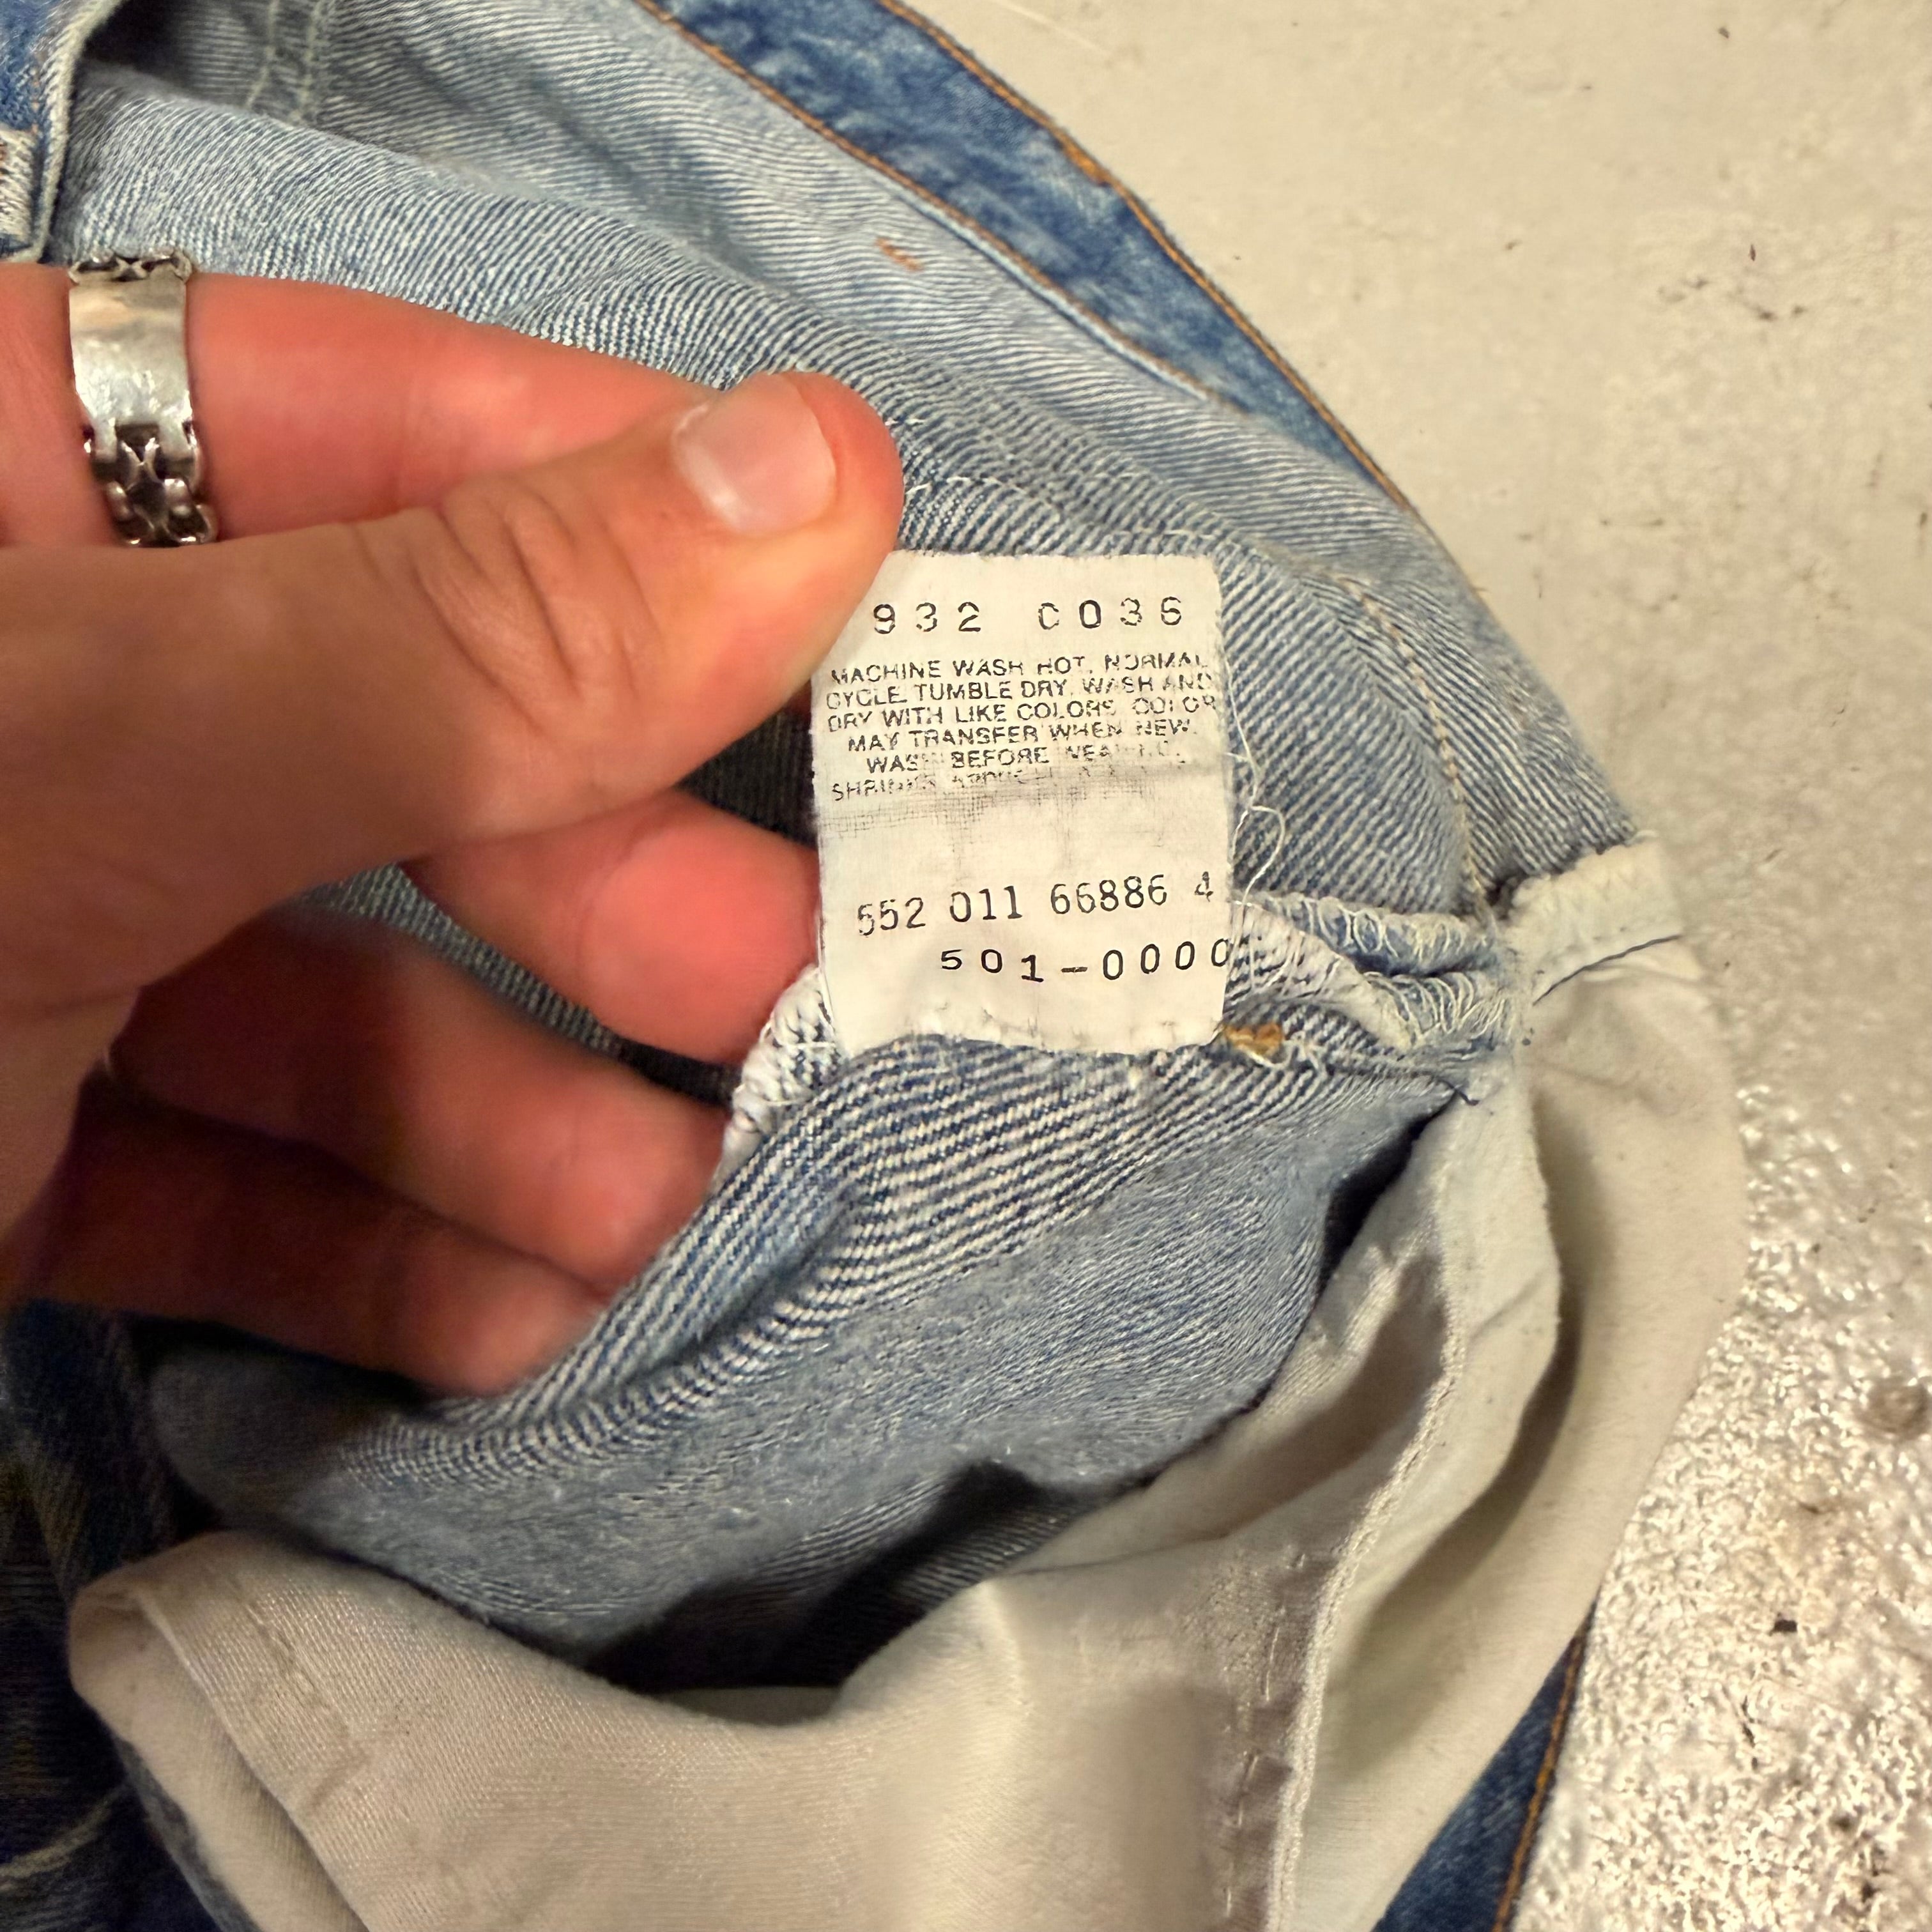 932 C036
MACHINE WASH HOT, NORMAL
CYCLE. TUMBLE DRY. WASH AND
DRY WITH LIKE COLORS. COLOR
MAY TRANSFER WHEN NEW.
WASH BEFORE WEARING.
552 011 66886 4
501-0000